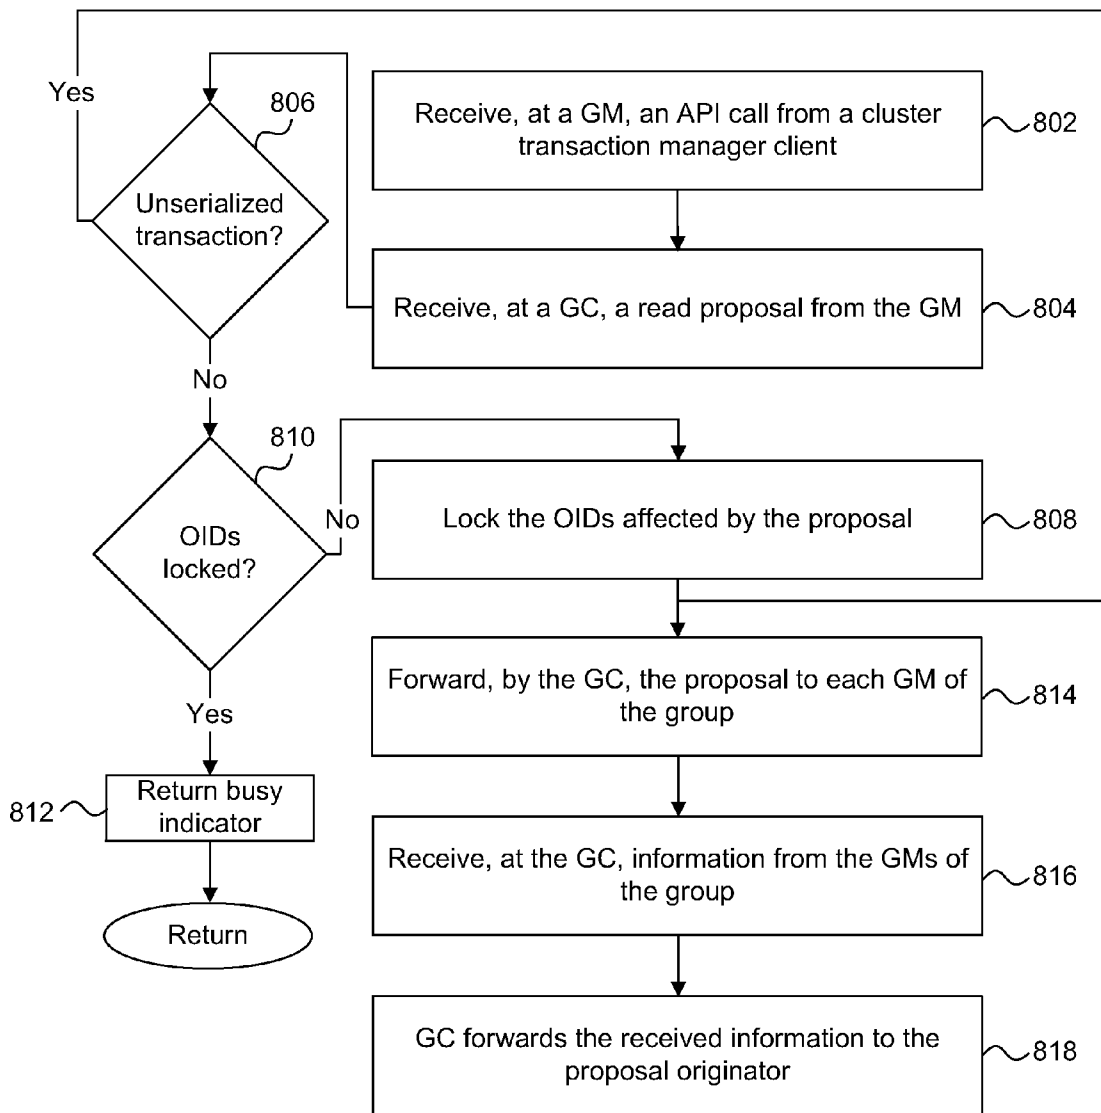 Yes
806
Receive, at a GM, an API call from a cluster
transaction manager client
802
Unserialized
transaction?
Receive, at a GC, a read proposal from the GM
804
No
810
No
OIDs
locked?
Lock the OIDs affected by the proposal
808
Forward, by the GC, the proposal to each GM of
the group
814
Yes
812
Return busy
indicator
Receive, at the GC, information from the GMs of
the group
816
Return
GC forwards the received information to the
proposal originator
818